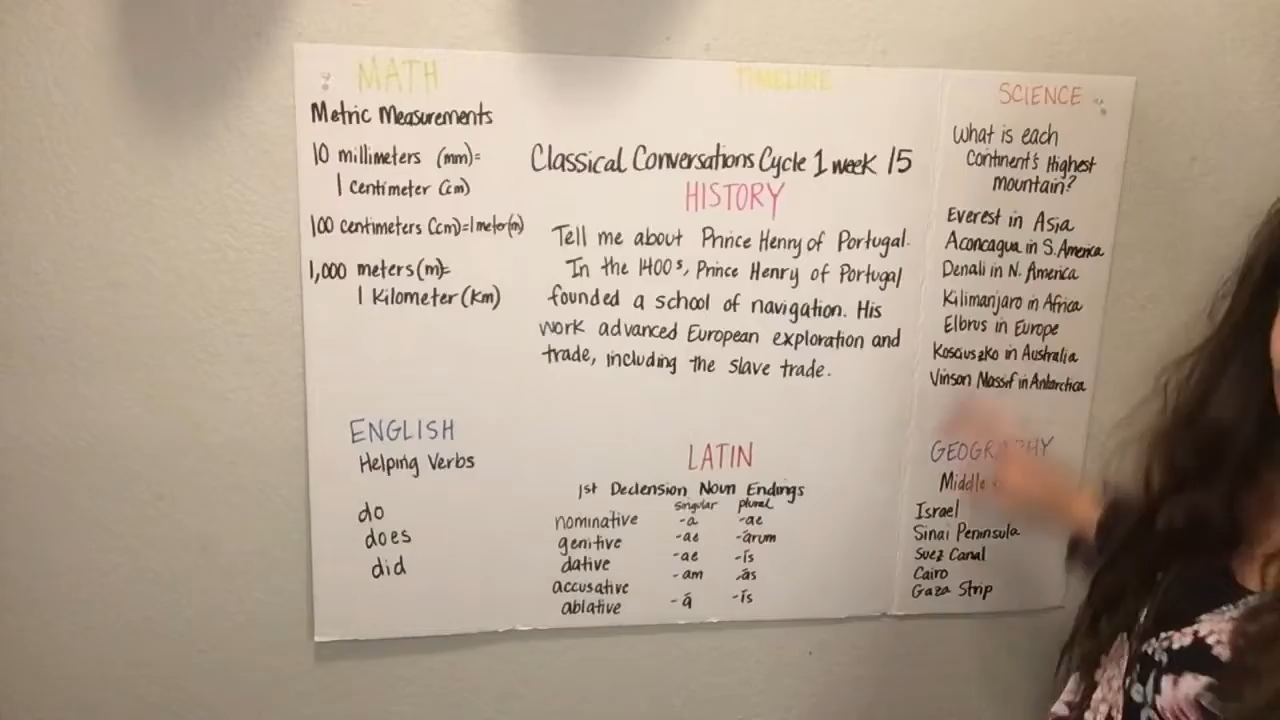 MATH
Metric Measurements
10 millimeters (mm)=
1 centimeter (cm)
100 centimeters (cm)=1 meter(m)
1,000 meters(m)=
1 Kilometer (Km)
TIMELINE
Classical Conversations Cycle 1 week 15
HISTORY
Tell me about Prince Henry of Portugal.
In the 1400s, Prince Henry of Portugal
founded a school of navigation. His
work advanced European exploration and
trade, including the slave trade.
SCIENCE
What is each
Continent's Highest
mountain?
Everest in Asia
Aconcagua in S. America
Denali in N. America
Kilimanjaro in Africa
Elbrus in Europe
Kosciuszko in Australia
Vinson Massif in Antarctica
ENGLISH
Helping Verbs
do
does
did
LATIN
1st Declension Noun Endings
singular plural
nominative -a -ae
genitive -ae -ārum
dative -ae -īs
accusative -am -ās
ablative -ā -īs
GEOGRAPHY
Middle
Israel
Sinai Peninsula
Suez Canal
Cairo
Gaza Strip